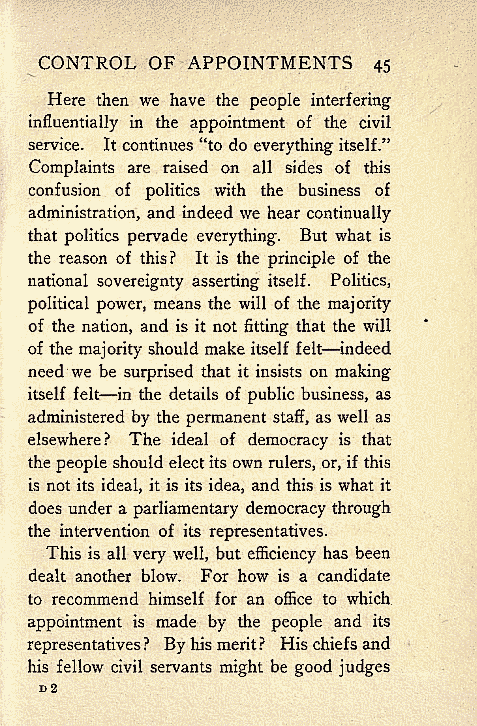 CONTROL OF APPOINTMENTS 45
Here then we have the people interfering
influentially in the appointment of the civil
service. It continues “to do everything itself.”
Complaints are raised on all sides of this
confusion of politics with the business of
administration, and indeed we hear continually
that politics pervade everything. But what is
the reason of this? It is the principle of the
national sovereignty asserting itself. Politics,
political power, means the will of the majority
of the nation, and is it not fitting that the will
of the majority should make itself felt—indeed
need we be surprised that it insists on making
itself felt—in the details of public business, as
administered by the permanent staff, as well as
elsewhere? The ideal of democracy is that
the people should elect its own rulers, or, if this
is not its ideal, it is its idea, and this is what it
does under a parliamentary democracy through
the intervention of its representatives.
This is all very well, but efficiency has been
dealt another blow. For how is a candidate
to recommend himself for an office to which
appointment is made by the people and its
representatives? By his merit? His chiefs and
his fellow civil servants might be good judges
D 2